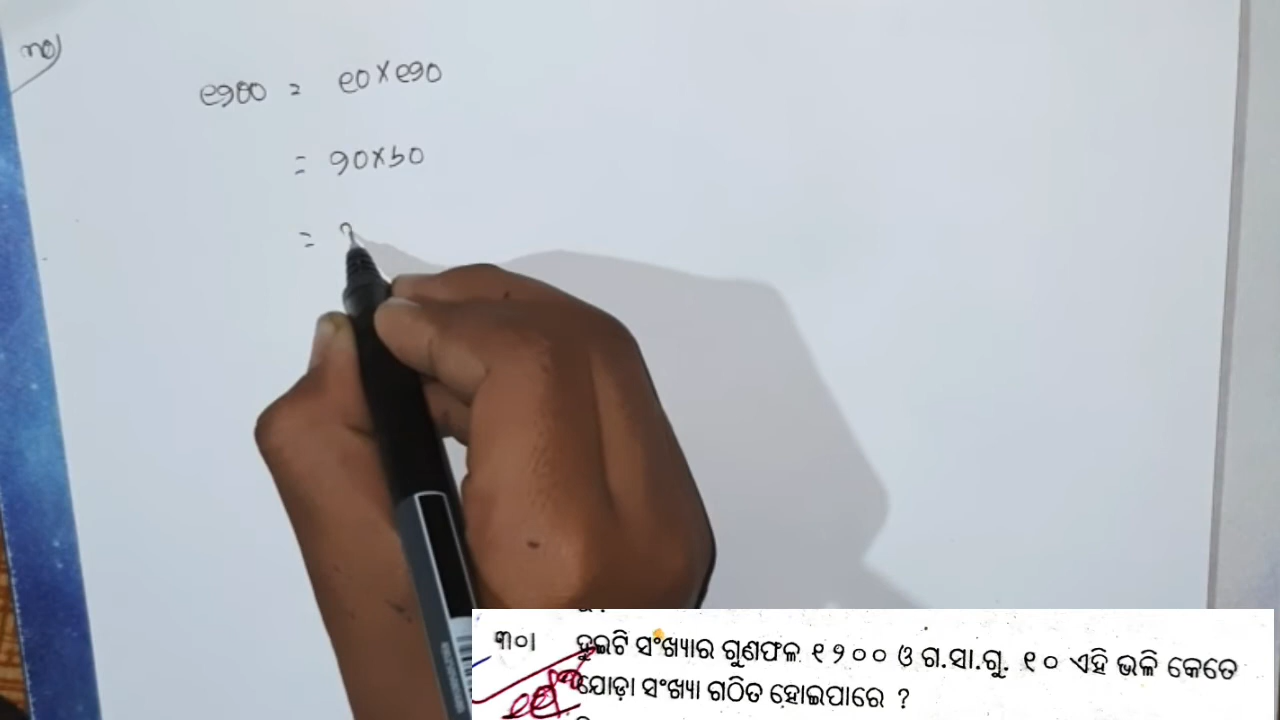 ୩୦)
୧୨୦୦ = ୧୦×୧୨୦
= ୨୦×୬୦
=
୩୦। ଦୁଇଟି ସଂଖ୍ୟାର ଗୁଣଫଳ ୧୨୦୦ ଓ ଗ.ସା.ଗୁ. ୧୦ ଏହି ଭଳି କେତେ
ଯୋଡ଼ା ସଂଖ୍ୟା ଗଠିତ ହୋଇପାରେ ?